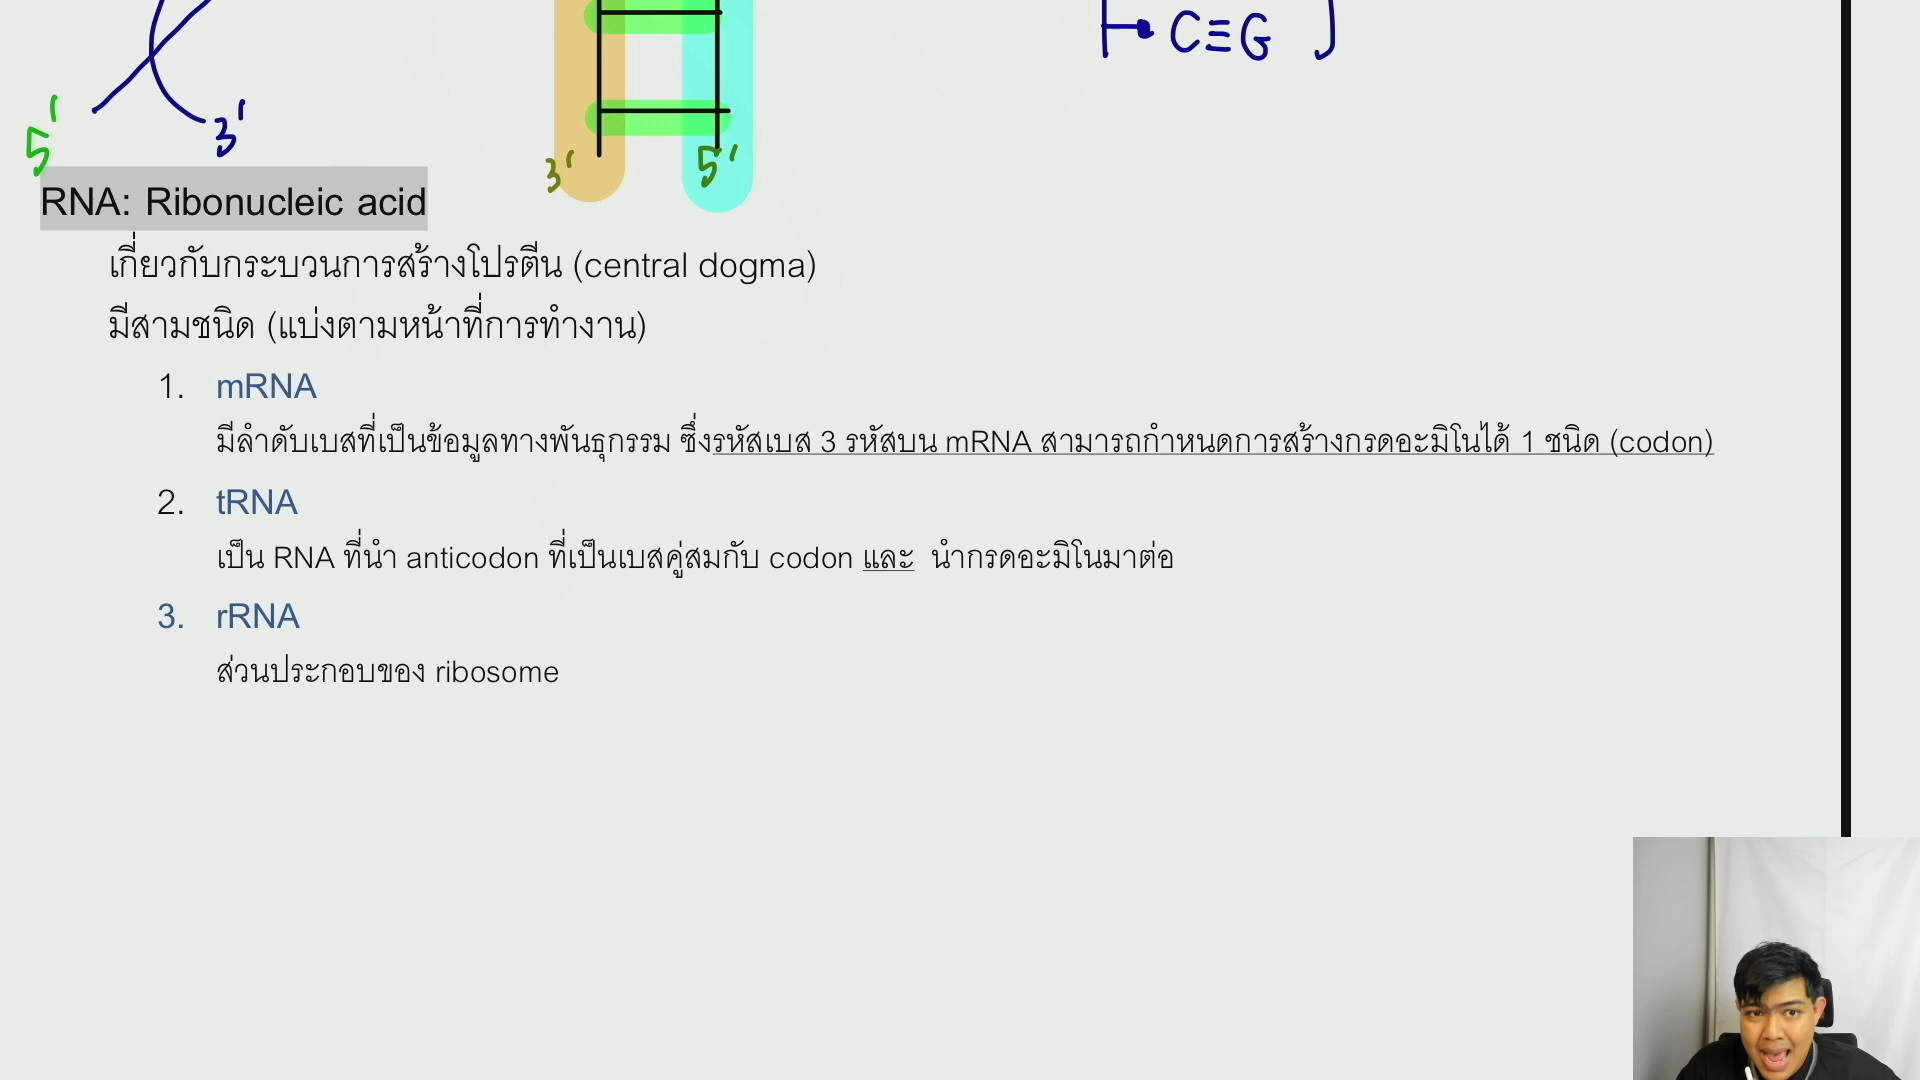 C≡G
5'
3'
3'
5'
RNA: Ribonucleic acid
เกี่ยวกับกระบวนการสร้างโปรตีน (central dogma)
มีสามชนิด (แบ่งตามหน้าที่การทำงาน)
1. mRNA
มีลำดับเบสที่เป็นข้อมูลทางพันธุกรรม ซึ่งรหัสเบส 3 รหัสบน mRNA สามารถกำหนดการสร้างกรดอะมิโนได้ 1 ชนิด (codon)
2. tRNA
เป็น RNA ที่นำ anticodon ที่เป็นเบสคู่สมกับ codon และ นำกรดอะมิโนมาต่อ
3. rRNA
ส่วนประกอบของ ribosome